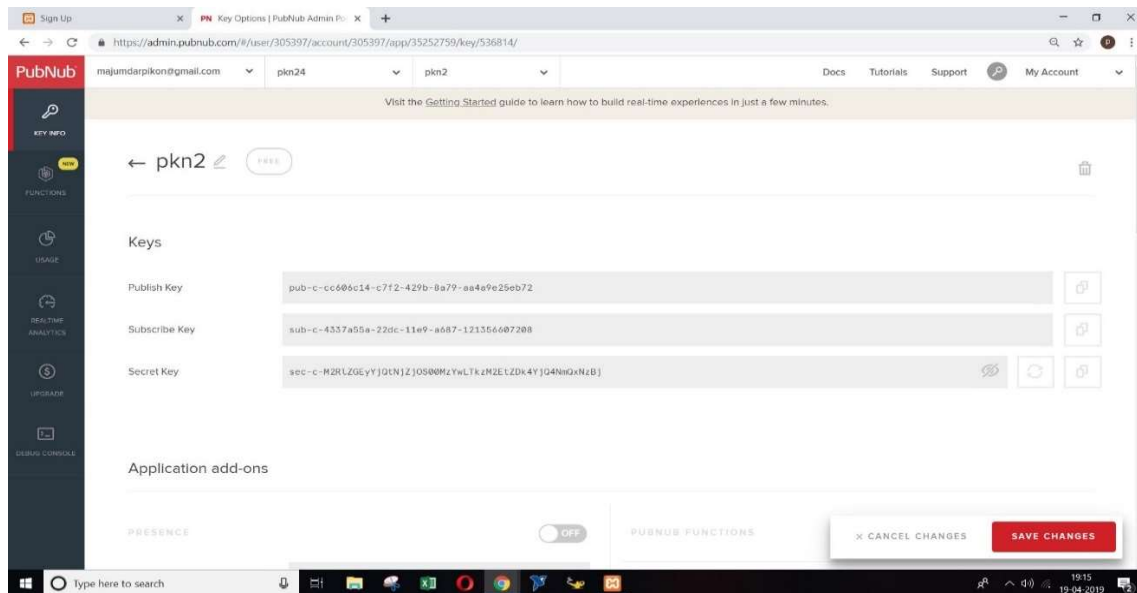 Sign Up
PN Key Options | PubNub Admin Po
https://admin.pubnub.com/#/user/305397/account/305397/app/35252759/key/536814/
PubNub
majumdarpikon@gmail.com pkn24 pkn2 Docs Tutorials Support My Account
Visit the Getting Started guide to learn how to build real-time experiences in just a few minutes.
KEY INFO
← pkn2 FREE
NEW
FUNCTIONS
Keys
USAGE
Publish Key pub-c-cc606c14-c7f2-429b-8a79-aa4a9e25eb72
REALTIME
ANALYTICS
Subscribe Key sub-c-4337a55a-22dc-11e9-a687-121356607208
Secret Key sec-c-M2RlZGEyYjQtNjZjOS00MzYwLTkzM2EtZDk4YjQ4NmQxNzBj
UPGRADE
DEBUG CONSOLE
Application add-ons
PRESENCE OFF PUBNUB FUNCTIONS
× CANCEL CHANGES SAVE CHANGES
Type here to search
19:15
19-04-2019